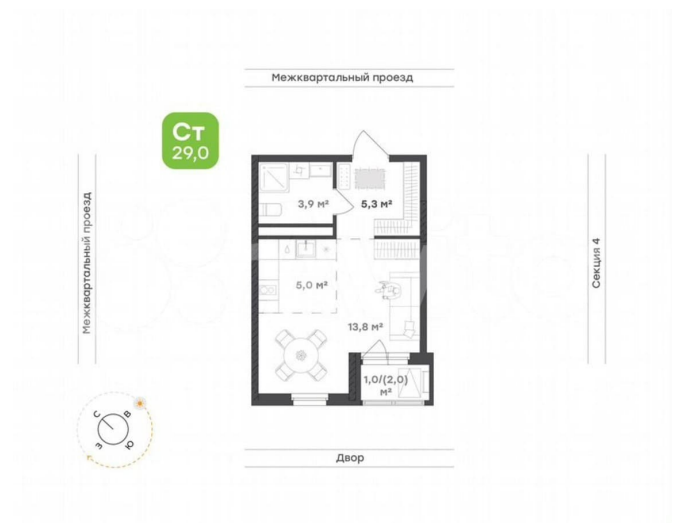 Межквартальный проезд
Ст
29,0
3,9 м²
5,3 м²
Межквартальный проезд
Секция 4
5,0 м²
13,8 м²
1,0/(2,0)
м²
С
В
З
Ю
Двор